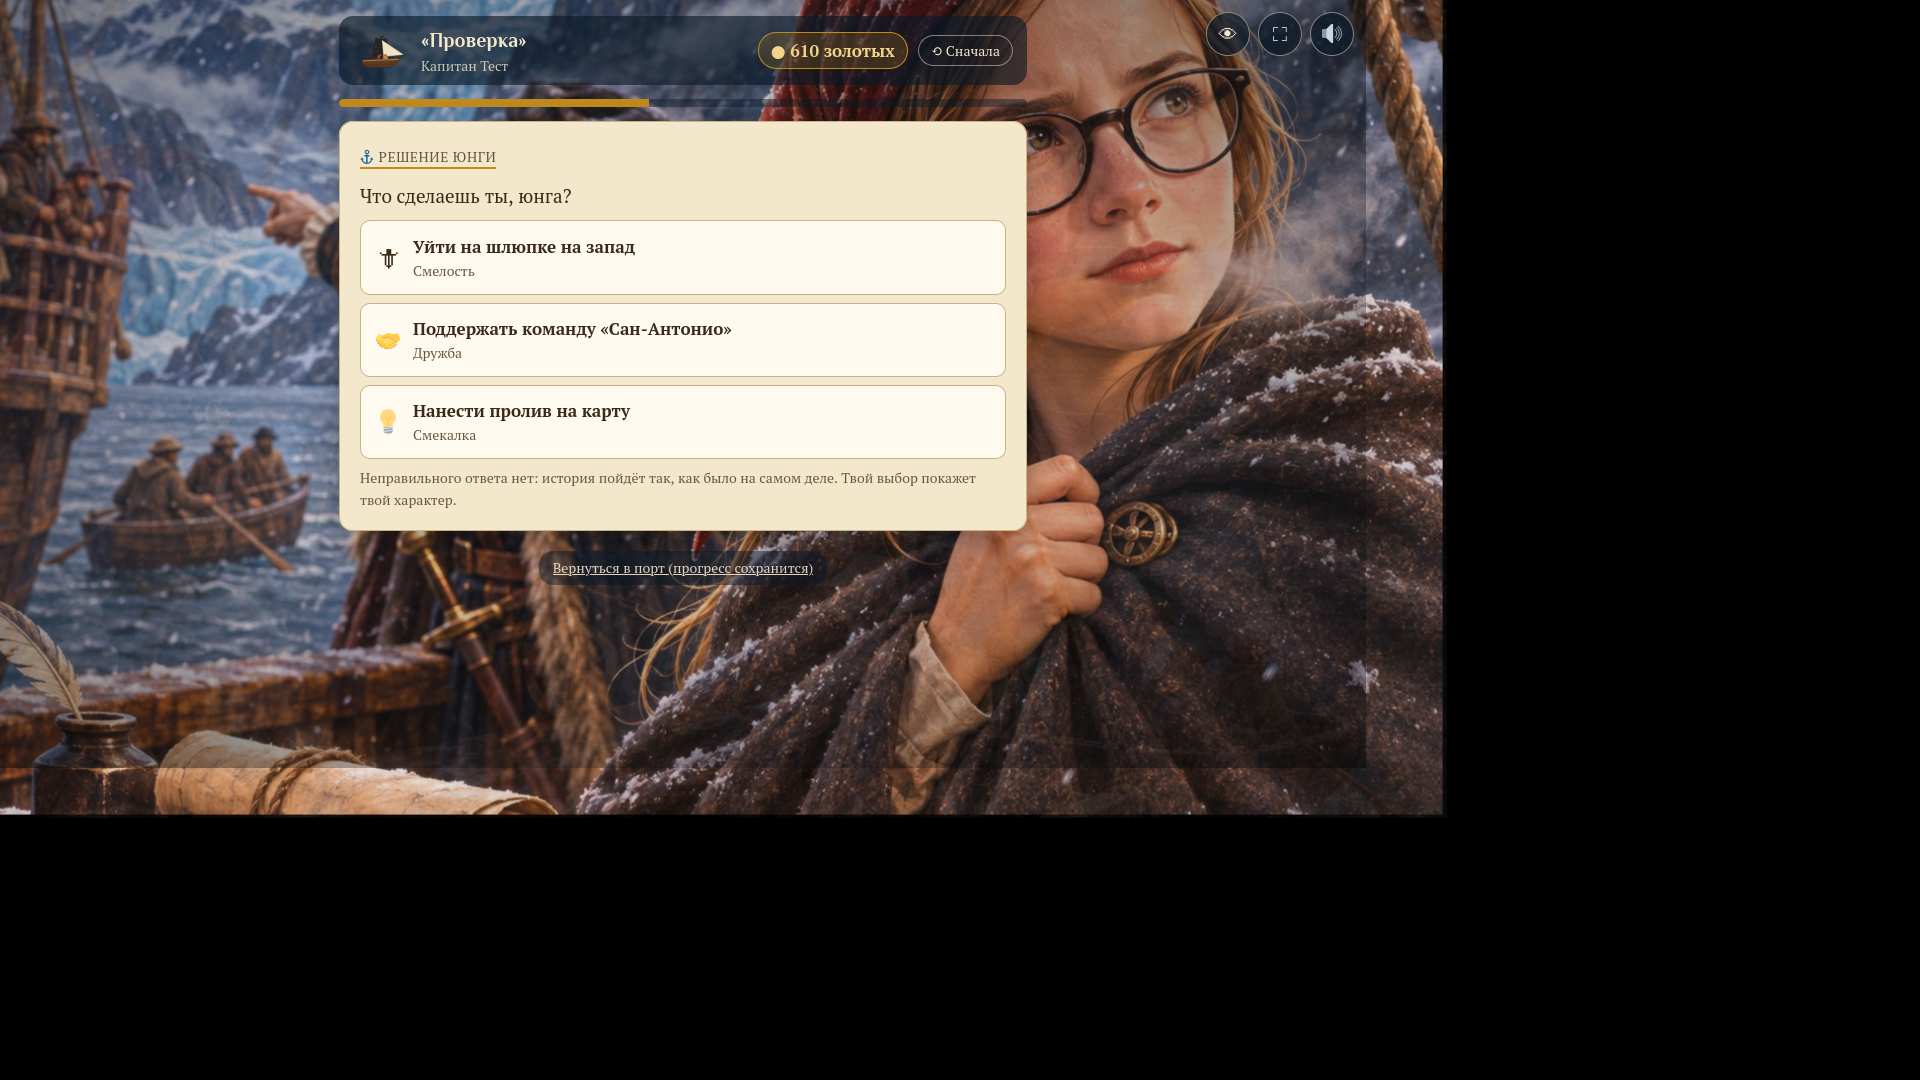 «Проверка»
Капитан Тест
610 золотых
⟲ Сначала
РЕШЕНИЕ ЮНГИ
Что сделаешь ты, юнга?
Уйти на шлюпке на запад
Смелость
Поддержать команду «Сан-Антонио»
Дружба
Нанести пролив на карту
Смекалка
Неправильного ответа нет: история пойдёт так, как было на самом деле. Твой выбор покажет
твой характер.
Вернуться в порт (прогресс сохранится)